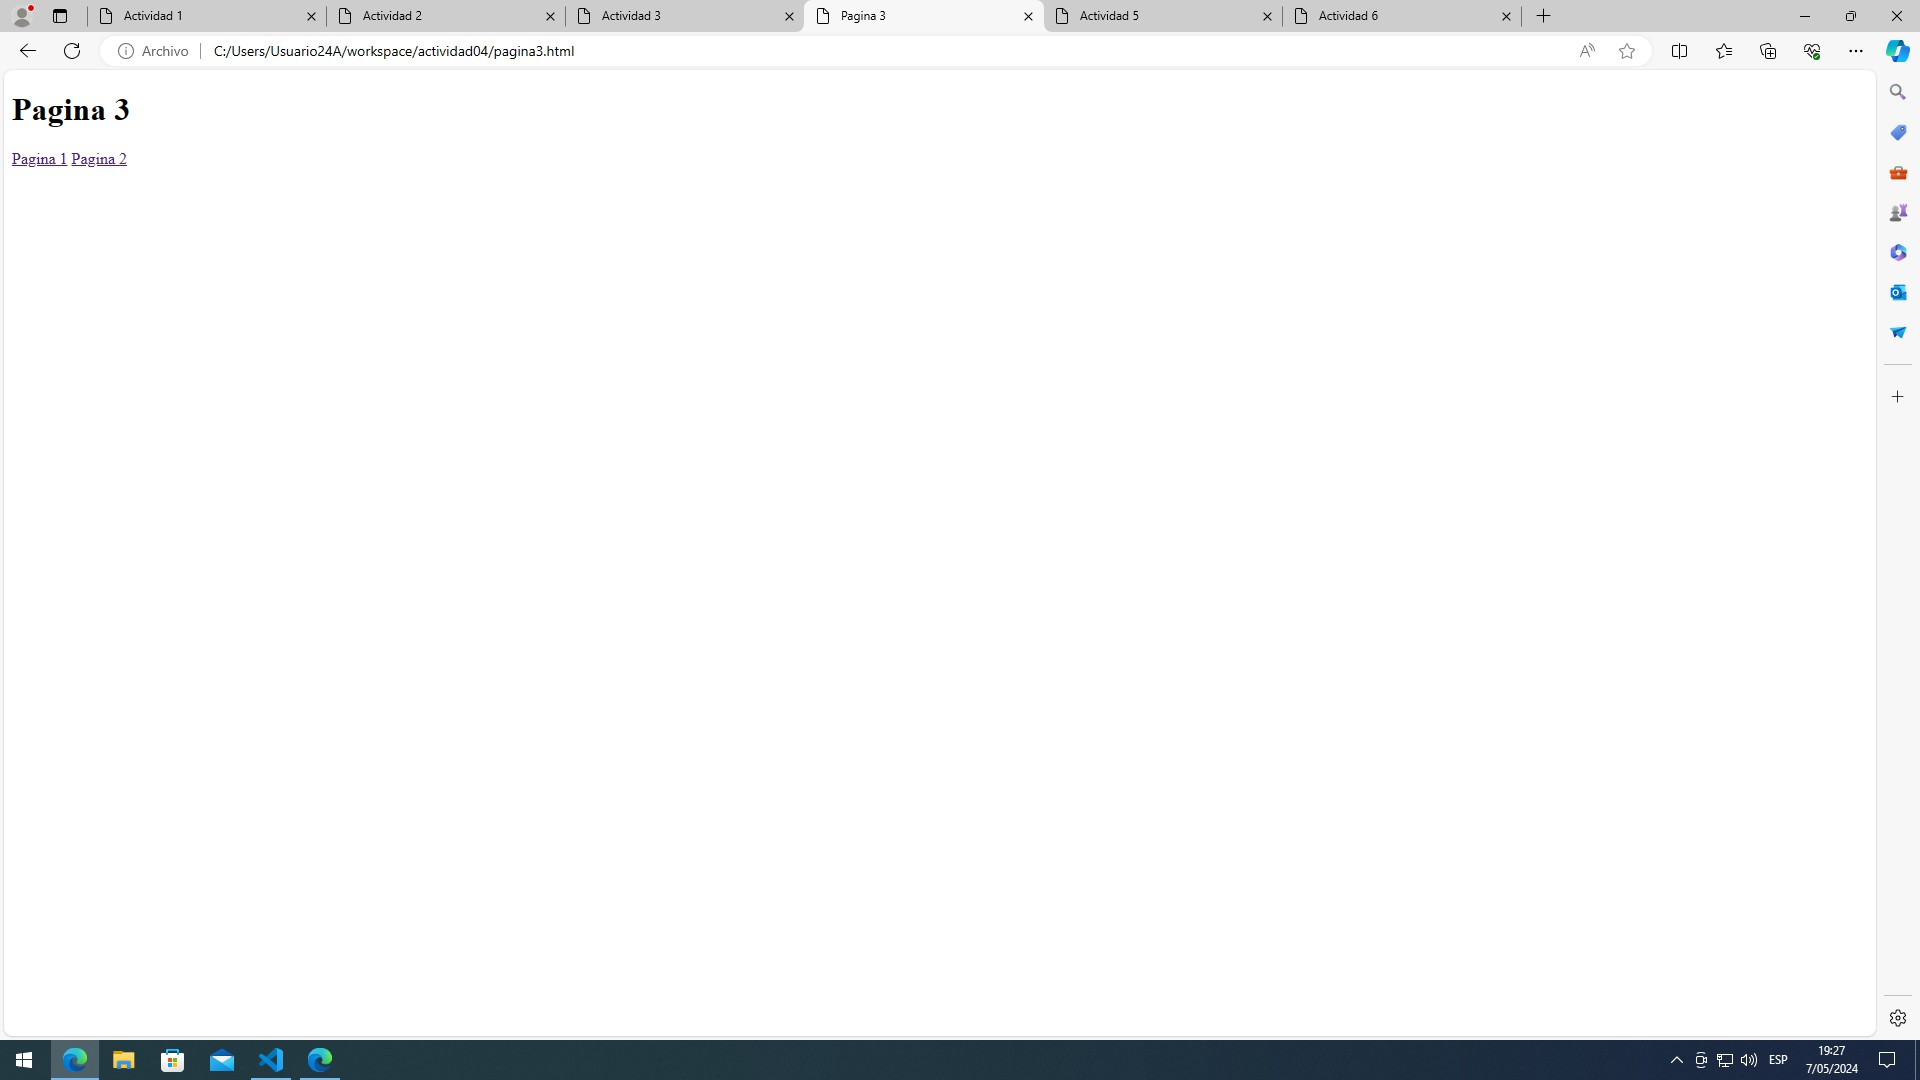 Actividad 1
Actividad 2
Actividad 3
Pagina 3
Actividad 5
Actividad 6
Archivo
C:/Users/Usuario24A/workspace/actividad04/pagina3.html
Pagina 3
Pagina 1 Pagina 2
ESP
19:27
7/05/2024